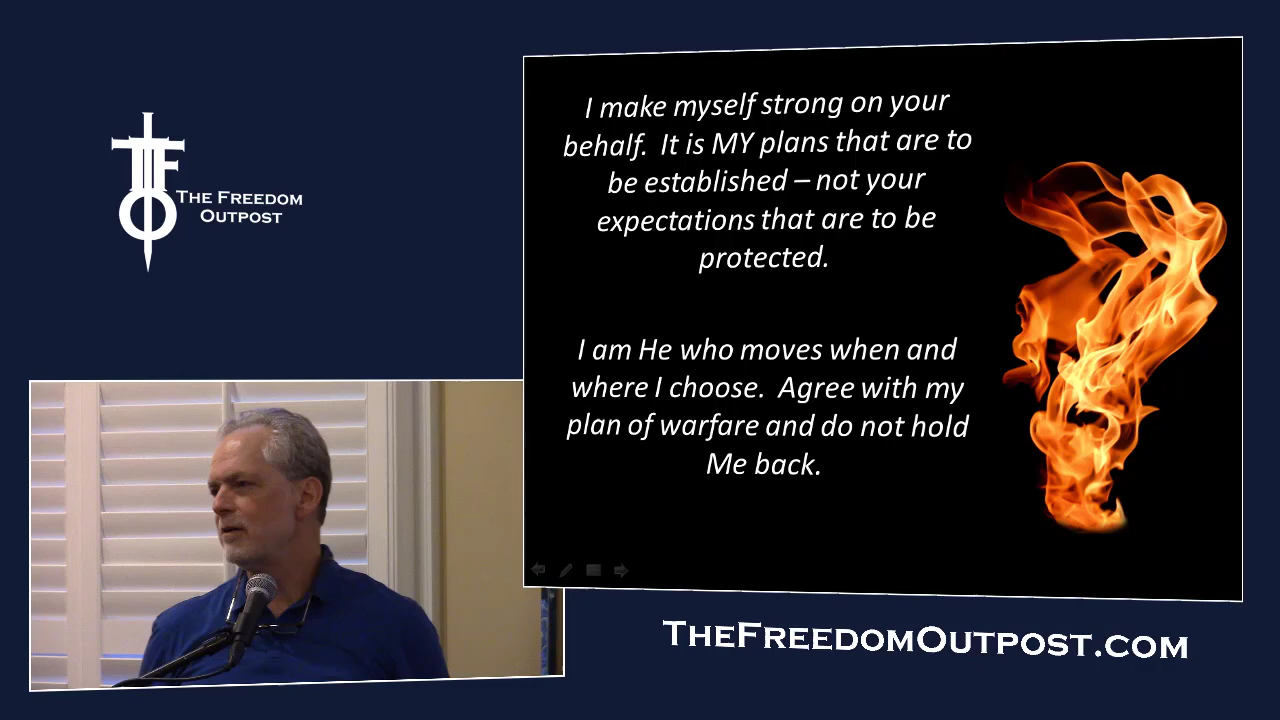 THE FREEDOM
OUTPOST
I make myself strong on your
behalf.  It is MY plans that are to
be established – not your
expectations that are to be
protected.
I am He who moves when and
where I choose.  Agree with my
plan of warfare and do not hold
Me back.
THEFREEDOMOUTPOST.COM